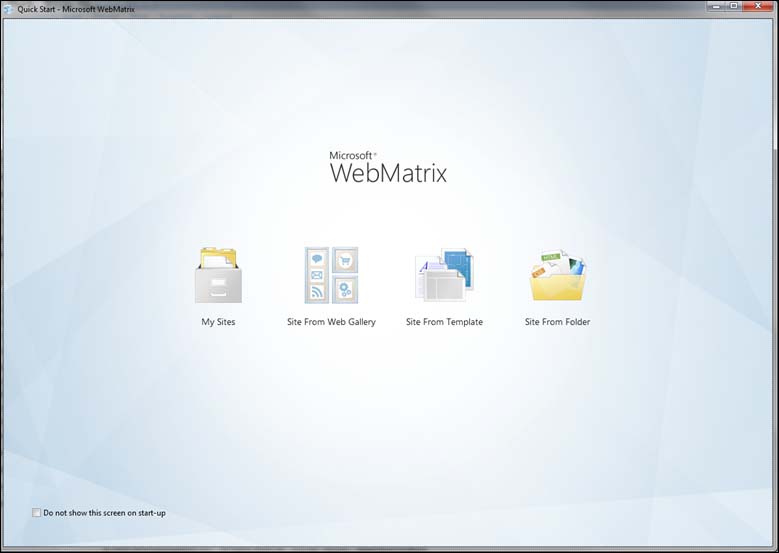 Quick Start - Microsoft WebMatrix
Microsoft®
WebMatrix
My Sites
Site From Web Gallery
Site From Template
Site From Folder
Do not show this screen on start-up